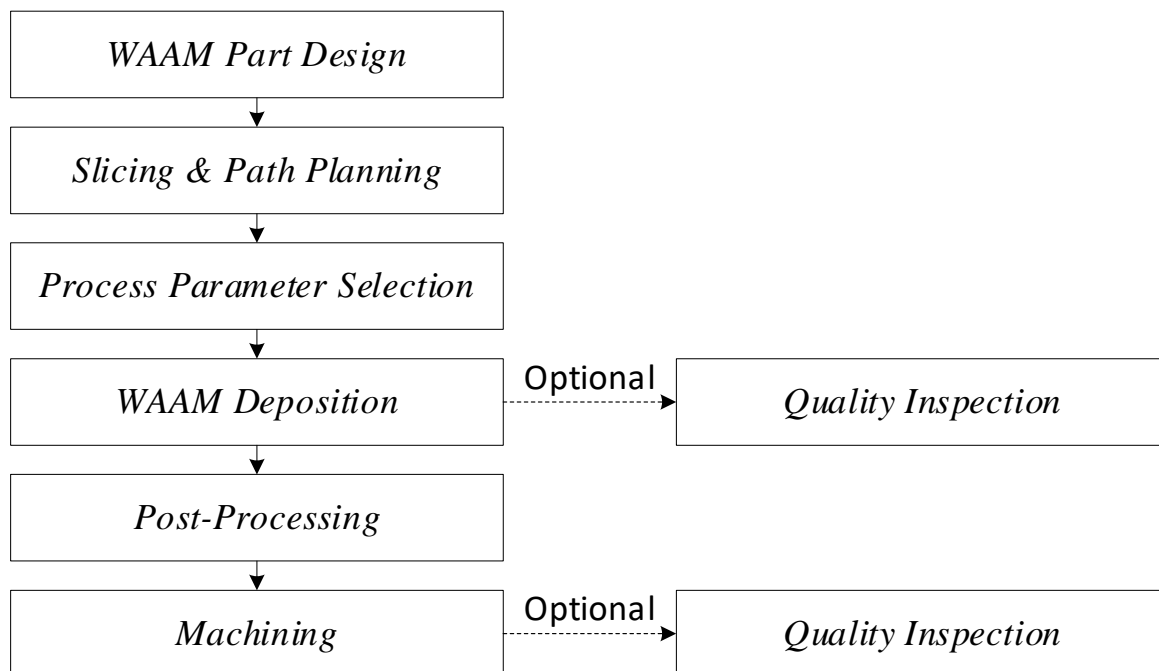 WAAM Part Design
Slicing & Path Planning
Process Parameter Selection
WAAM Deposition
Optional
Quality Inspection
Post-Processing
Machining
Optional
Quality Inspection